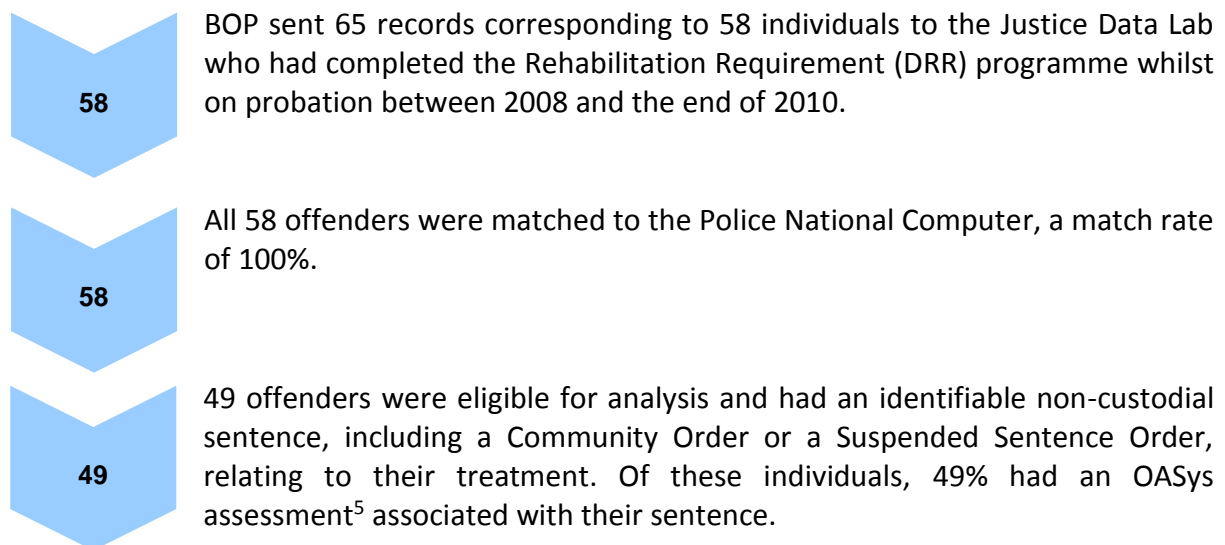 BOP sent 65 records corresponding to 58 individuals to the Justice Data Lab
who had completed the Rehabilitation Requirement (DRR) programme whilst
58
on probation between 2008 and the end of 2010.
All 58 offenders were matched to the Police National Computer, a match rate
of 100%.
58
49 offenders were eligible for analysis and had an identifiable non-custodial
sentence, including a Community Order or a Suspended Sentence Order,
49
relating to their treatment. Of these individuals, 49% had an OASys
assessment⁵ associated with their sentence.